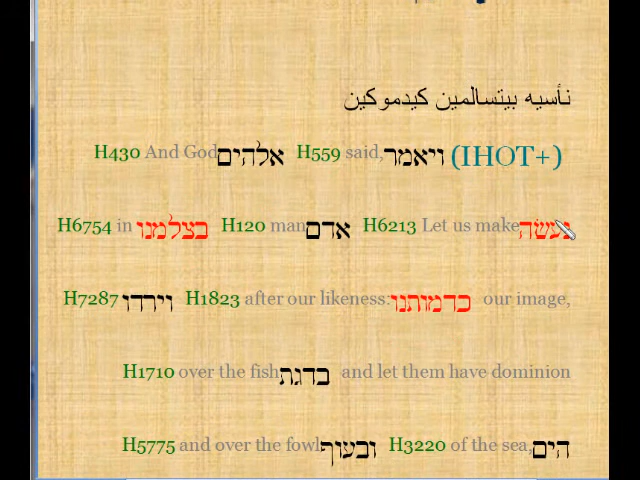 نأسيه بيتسالمين كيدموكين
(IHOT+) ויאמר H559 said, אלהים H430 And God
נעשׂה H6213 Let us make אדם H120 man בצלמנו H6754 in
our image, כדמותנו H1823 after our likeness: וירדו H7287
and let them have dominion בדגת H1710 over the fish
הים H3220 of the sea, ובעוף H5775 and over the fowl